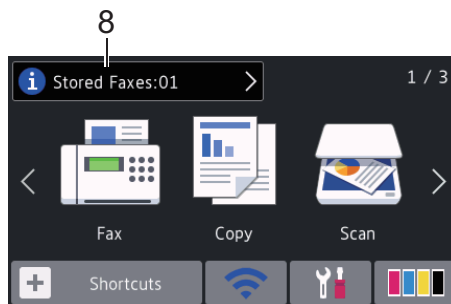 8
i Stored Faxes:01 >
1 / 3
Fax Copy Scan
+ Shortcuts